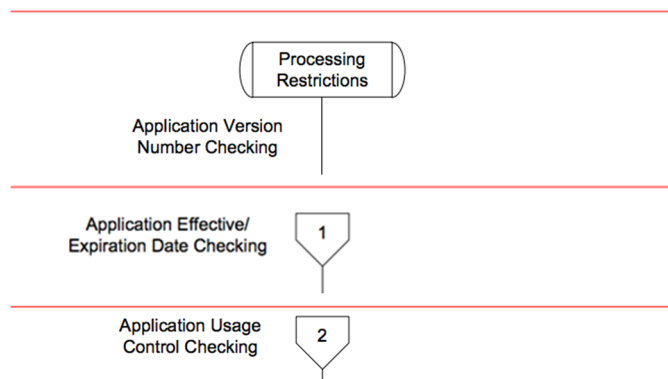 Processing
Restrictions
Application Version
Number Checking
Application Effective/
Expiration Date Checking
1
Application Usage
Control Checking
2